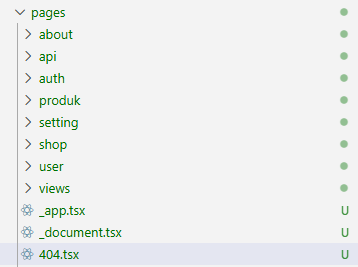 pages
about
api
auth
produk
setting
shop
user
views
_app.tsx U
_document.tsx U
404.tsx U